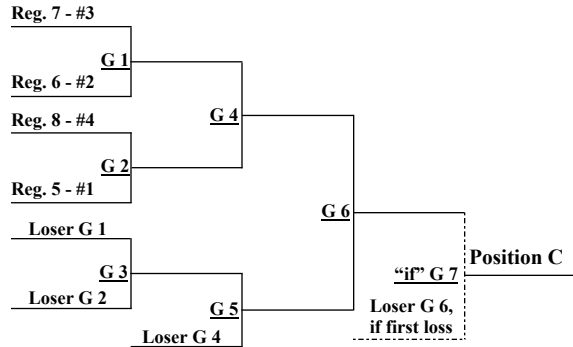 Reg. 7 - #3
G 1
Reg. 6 - #2
G 4
Reg. 8 - #4
G 2
Reg. 5 - #1
G 6
Loser G 1
G 3
Loser G 2
G 5
Loser G 4
Position C
“if” G 7
Loser G 6,
if first loss